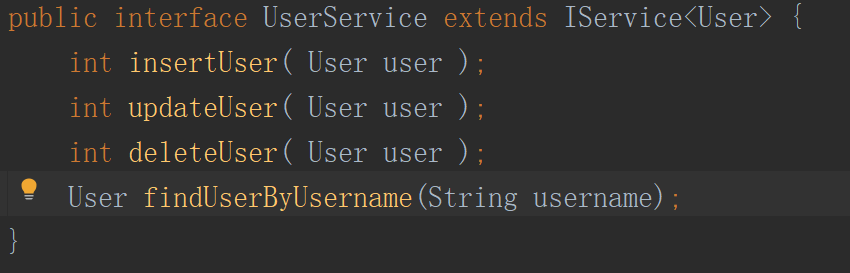 public interface UserService extends IService<User> {
    int insertUser( User user );
    int updateUser( User user );
    int deleteUser( User user );
    User findUserByUsername(String username);
}